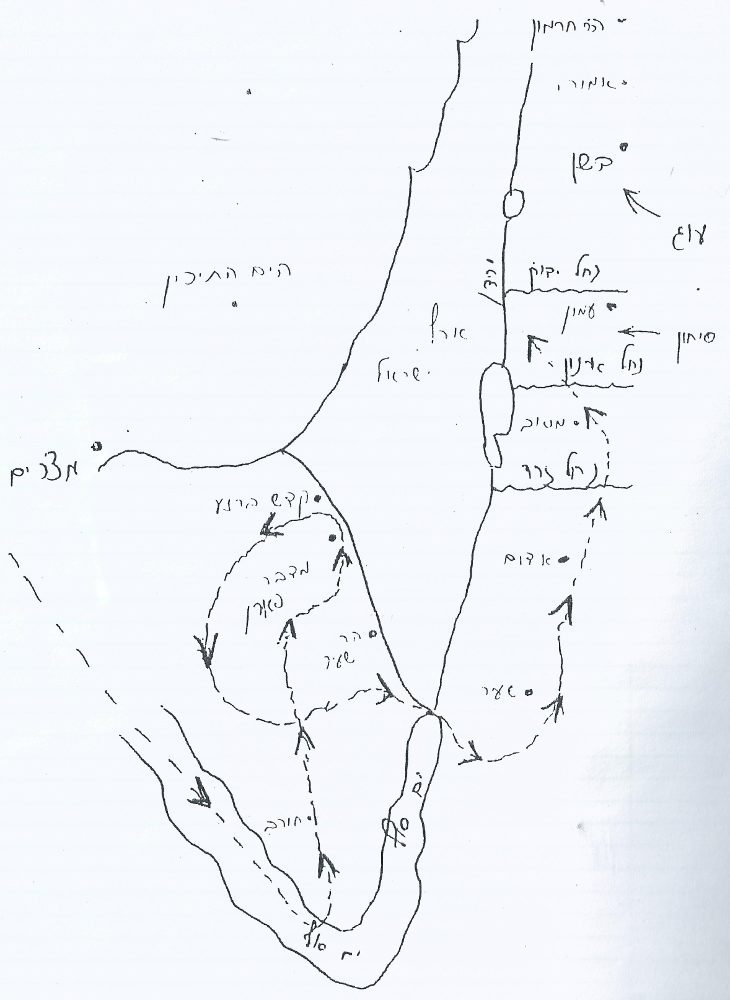 הר חרמון
אמורי
בשן
עוג
הים התיכון
ירדן
נחל יבוק
עמון
סיחון
ארץ
ישראל
נחל ארנון
מואב
מצרים
נחל זרד
קדש ברנע
אדום
מדבר
פארן
הר
שעיר
שער
ים
סוף
חורב
ים סוף